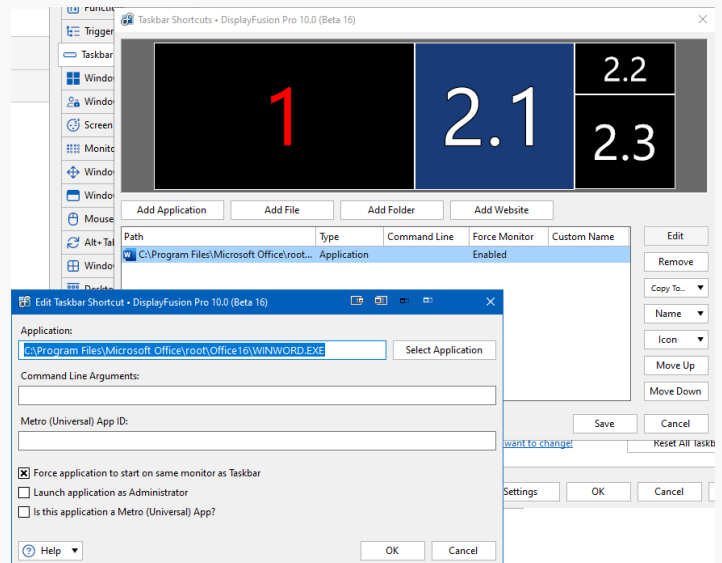 Functi
Trigger
Taskbar
Windo
Windo
Screen
Monito
Windo
Windo
Mouse
Alt+Tal
Windo
Taskbar Shortcuts • DisplayFusion Pro 10.0 (Beta 16)
1
2.1
2.2
2.3
Add Application
Add File
Add Folder
Add Website
Path Type Command Line Force Monitor Custom Name
C:\Program Files\Microsoft Office\root... Application Enabled
Edit
Remove
Copy To...
Name
Icon
Move Up
Move Down
Save
Cancel
want to change!
Reset All Taskb
Settings
OK
Cancel
Edit Taskbar Shortcut • DisplayFusion Pro 10.0 (Beta 16)
Application:
C:\Program Files\Microsoft Office\root\Office16\WINWORD.EXE
Select Application
Command Line Arguments:
Metro (Universal) App ID:
Force application to start on same monitor as Taskbar
Launch application as Administrator
Is this application a Metro (Universal) App?
Help
OK
Cancel